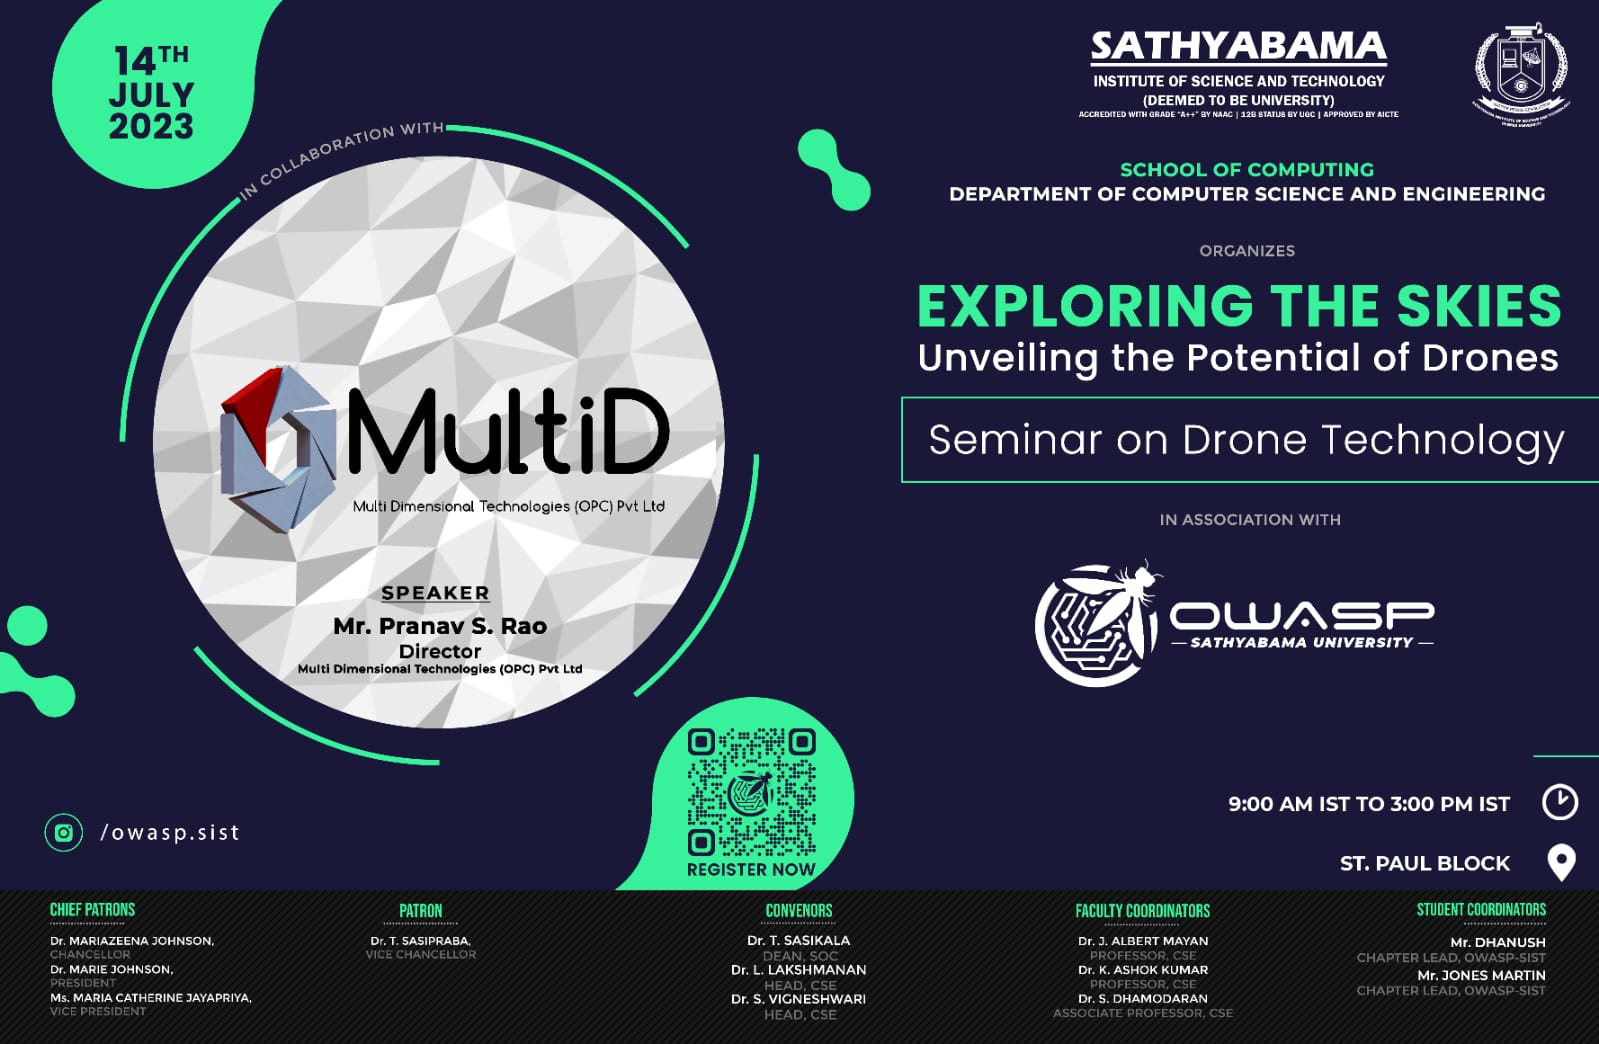 14TH
JULY
2023
IN COLLABORATION WITH
MultiD
Multi Dimensional Technologies (OPC) Pvt Ltd
SPEAKER
Mr. Pranav S. Rao
Director
Multi Dimensional Technologies (OPC) Pvt Ltd
SATHYABAMA
INSTITUTE OF SCIENCE AND TECHNOLOGY
(DEEMED TO BE UNIVERSITY)
ACCREDITED WITH GRADE "A++" BY NAAC | 12B STATUS BY UGC | APPROVED BY AICTE
SCHOOL OF COMPUTING
DEPARTMENT OF COMPUTER SCIENCE AND ENGINEERING
ORGANIZES
EXPLORING THE SKIES
Unveiling the Potential of Drones
Seminar on Drone Technology
IN ASSOCIATION WITH
OWASP
SATHYABAMA UNIVERSITY
9:00 AM IST TO 3:00 PM IST
ST. PAUL BLOCK
/owasp.sist
REGISTER NOW
CHIEF PATRONS
Dr. MARIAZEENA JOHNSON,
CHANCELLOR
Dr. MARIE JOHNSON,
PRESIDENT
Ms. MARIA CATHERINE JAYAPRIYA,
VICE PRESIDENT
PATRON
Dr. T. SASIPRABA,
VICE CHANCELLOR
CONVENORS
Dr. T. SASIKALA
DEAN, SOC
Dr. L. LAKSHMANAN
HEAD, CSE
Dr. S. VIGNESHWARI
HEAD, CSE
FACULTY COORDINATORS
Dr. J. ALBERT MAYAN
PROFESSOR, CSE
Dr. K. ASHOK KUMAR
PROFESSOR, CSE
Dr. S. DHAMODARAN
ASSOCIATE PROFESSOR, CSE
STUDENT COORDINATORS
Mr. DHANUSH
CHAPTER LEAD, OWASP-SIST
Mr. JONES MARTIN
CHAPTER LEAD, OWASP-SIST